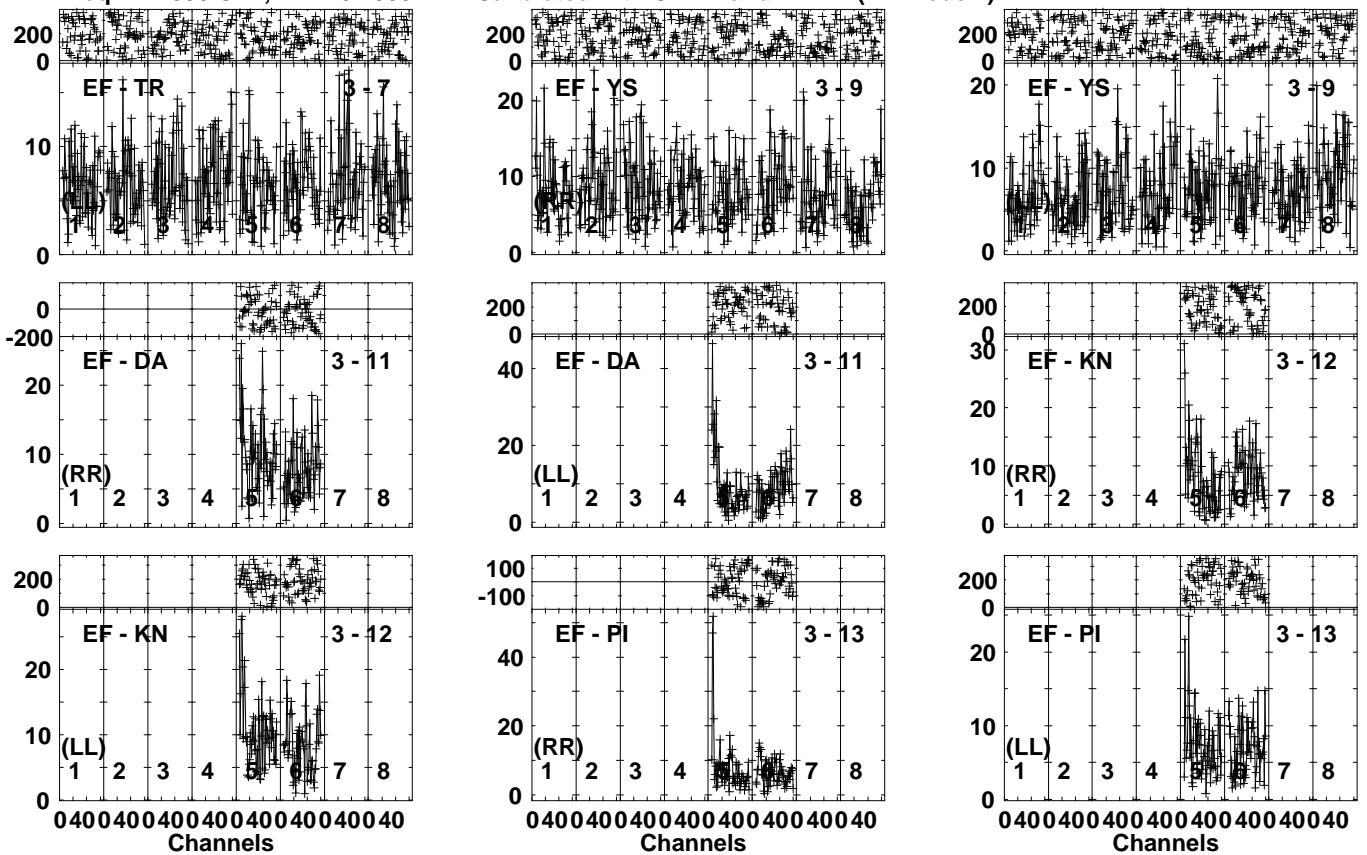 200 200 200
0 0 0
EF - TR 3 - 7 EF - YS 3 - 9 EF - YS 3 - 9
20 20
10 10 10
(LL) (RR) (LL)
1 2 3 4 5 6 7 8 1 2 3 4 5 6 7 8 1 2 3 4 5 6 7 8
0 0 0
0 200 200
-200 0 0
EF - DA 3 - 11 EF - DA 3 - 11 EF - KN 3 - 12
20 40 30
10 20 20
10
(RR) (LL) (RR)
1 2 3 4 5 6 7 8 1 2 3 4 5 6 7 8 1 2 3 4 5 6 7 8
0 0 0
200 100 200
0 -100 0
EF - KN 3 - 12 EF - PI 3 - 13 EF - PI 3 - 13
20 40 20
10 20 10
(LL) (RR) (LL)
1 2 3 4 5 6 7 8 1 2 3 4 5 6 7 8 1 2 3 4 5 6 7 8
0 0 0
0 40 0 40 0 40 0 40 0 40 0 40 0 40 0 40 0 40 0 40 0 40 0 40 0 40 0 40 0 40 0 40 0 40 0 40 0 40 0 40 0 40 0 40 0 40 0 40
Channels Channels Channels